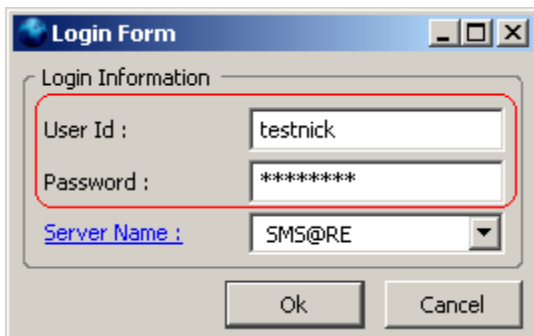 Login Form
Login Information
User Id : testnick
Password : ********
Server Name : SMS@RE
Ok Cancel